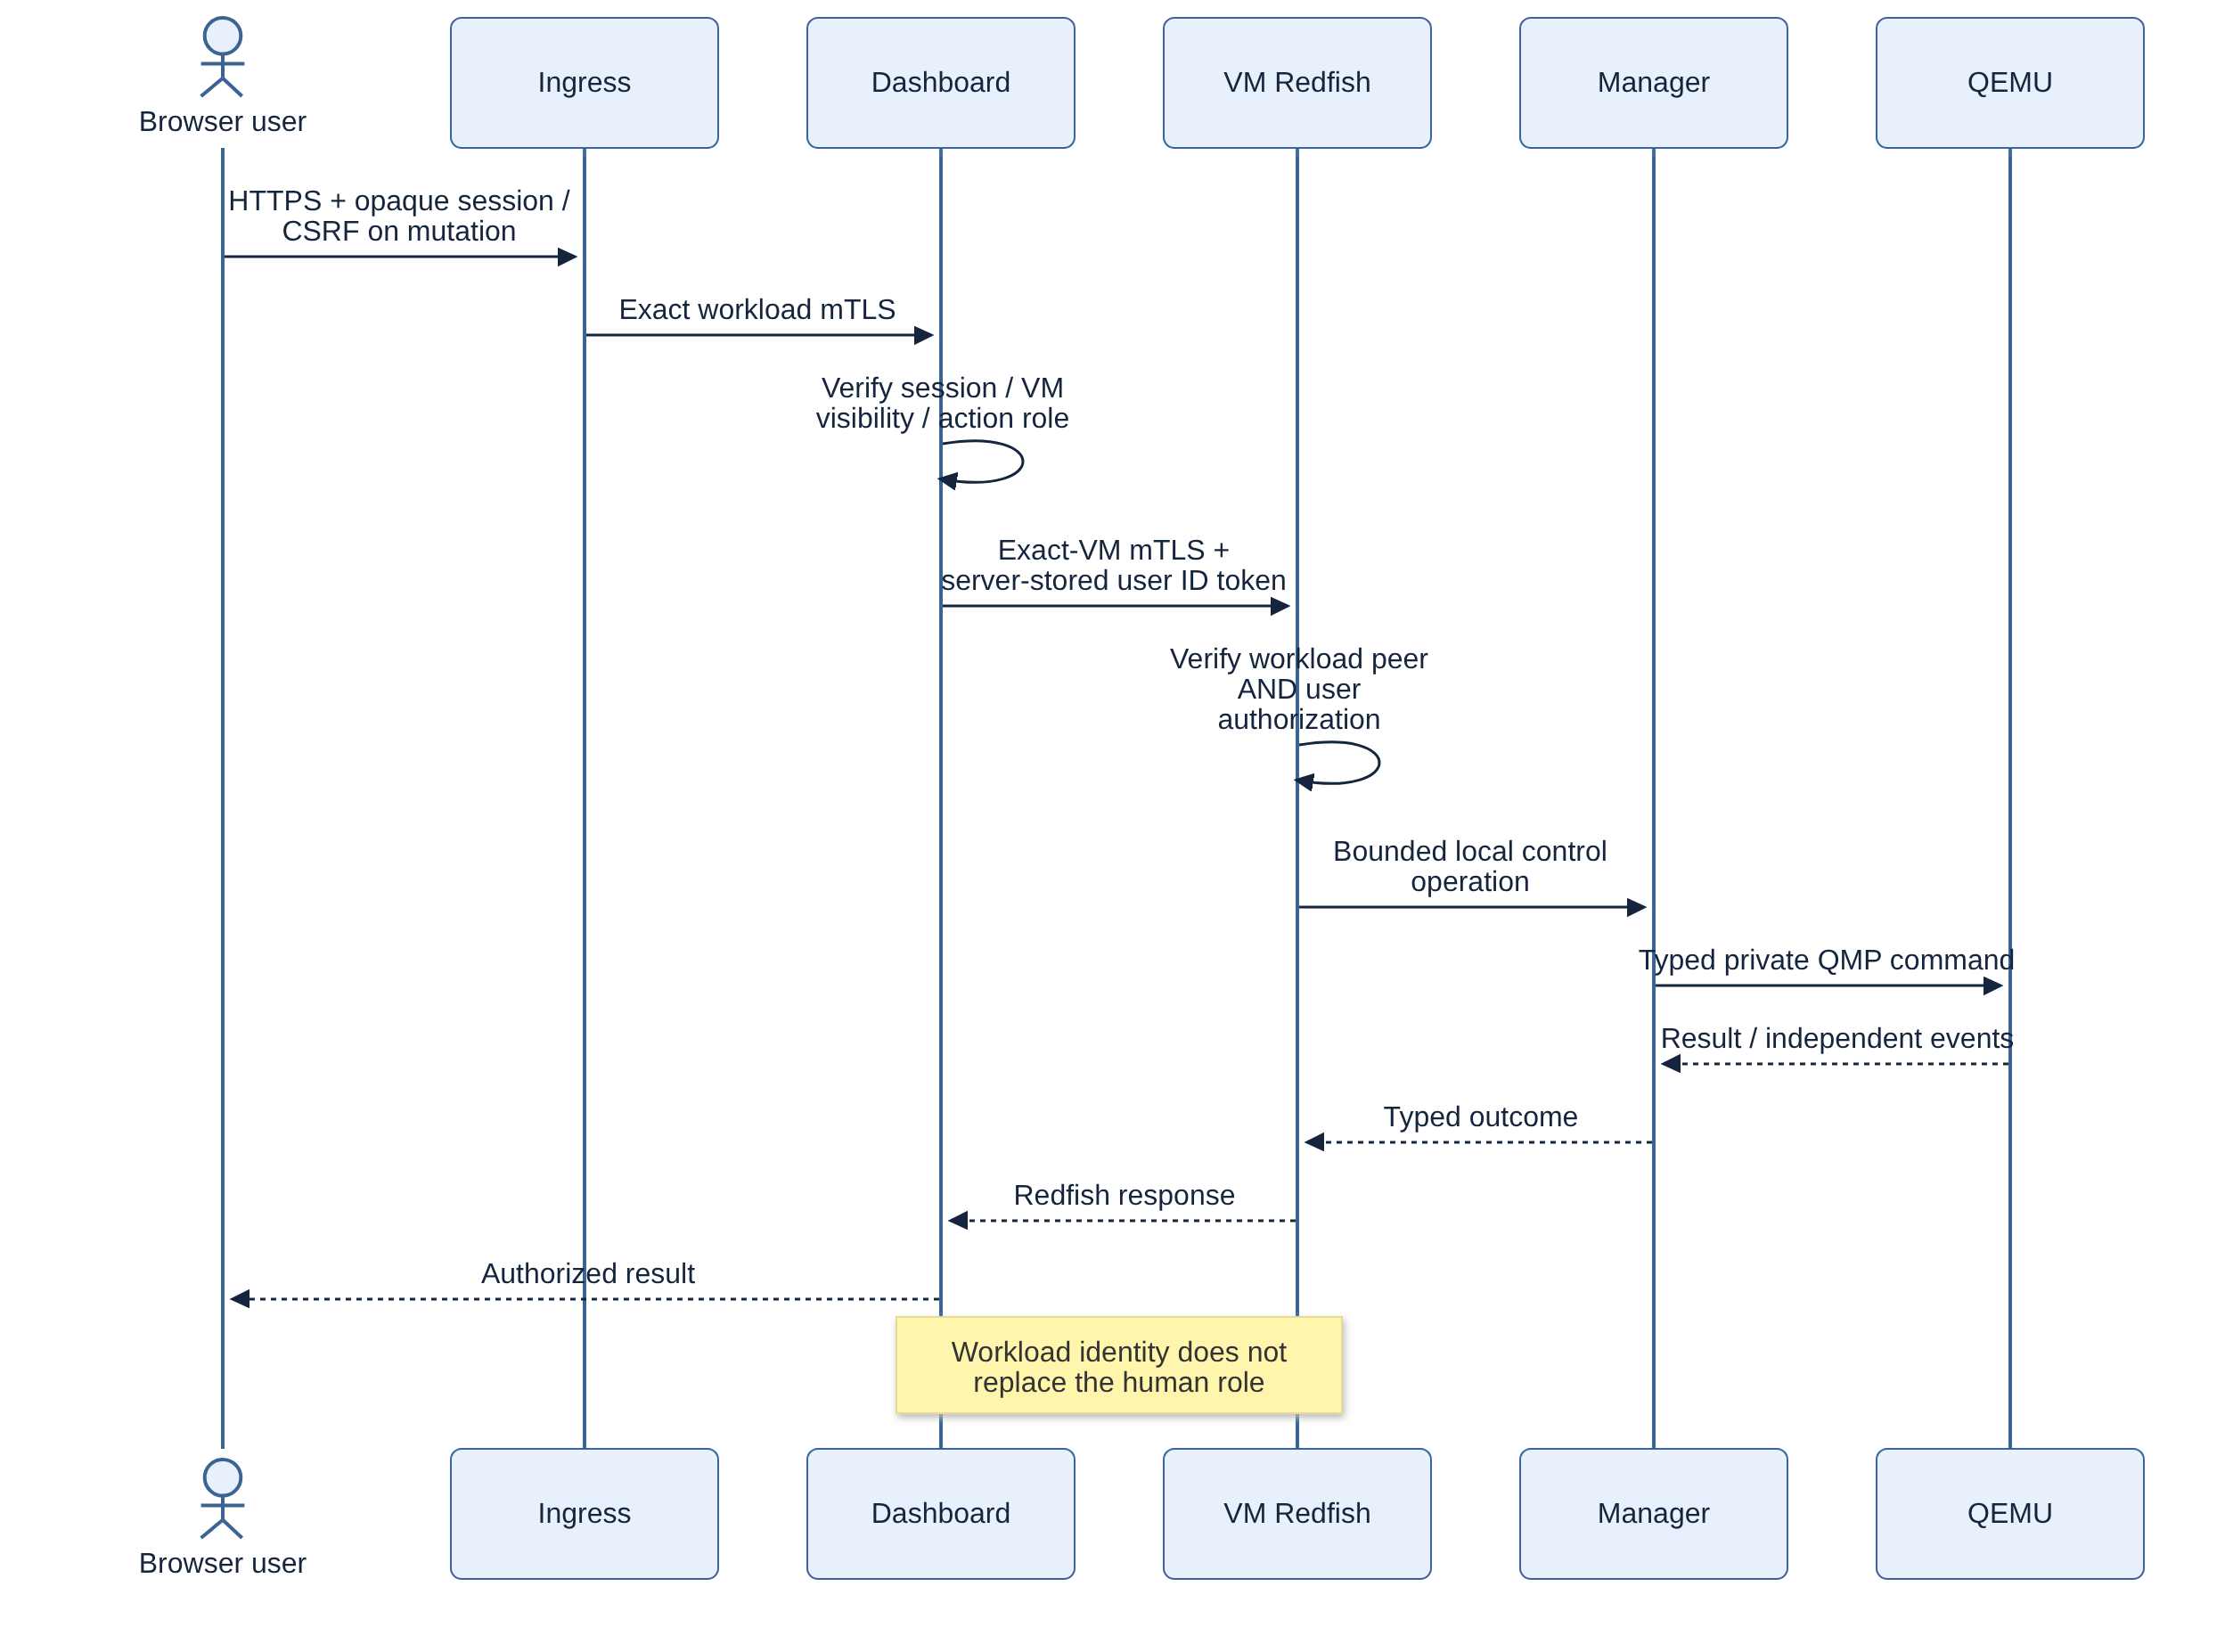 Browser user
Ingress
Dashboard
VM Redfish
Manager
QEMU
HTTPS + opaque session /
CSRF on mutation
Exact workload mTLS
Verify session / VM
visibility / action role
Exact-VM mTLS +
server-stored user ID token
Verify workload peer
AND user
authorization
Bounded local control
operation
Typed private QMP command
Result / independent events
Typed outcome
Redfish response
Authorized result
Workload identity does not
replace the human role
Browser user
Ingress
Dashboard
VM Redfish
Manager
QEMU